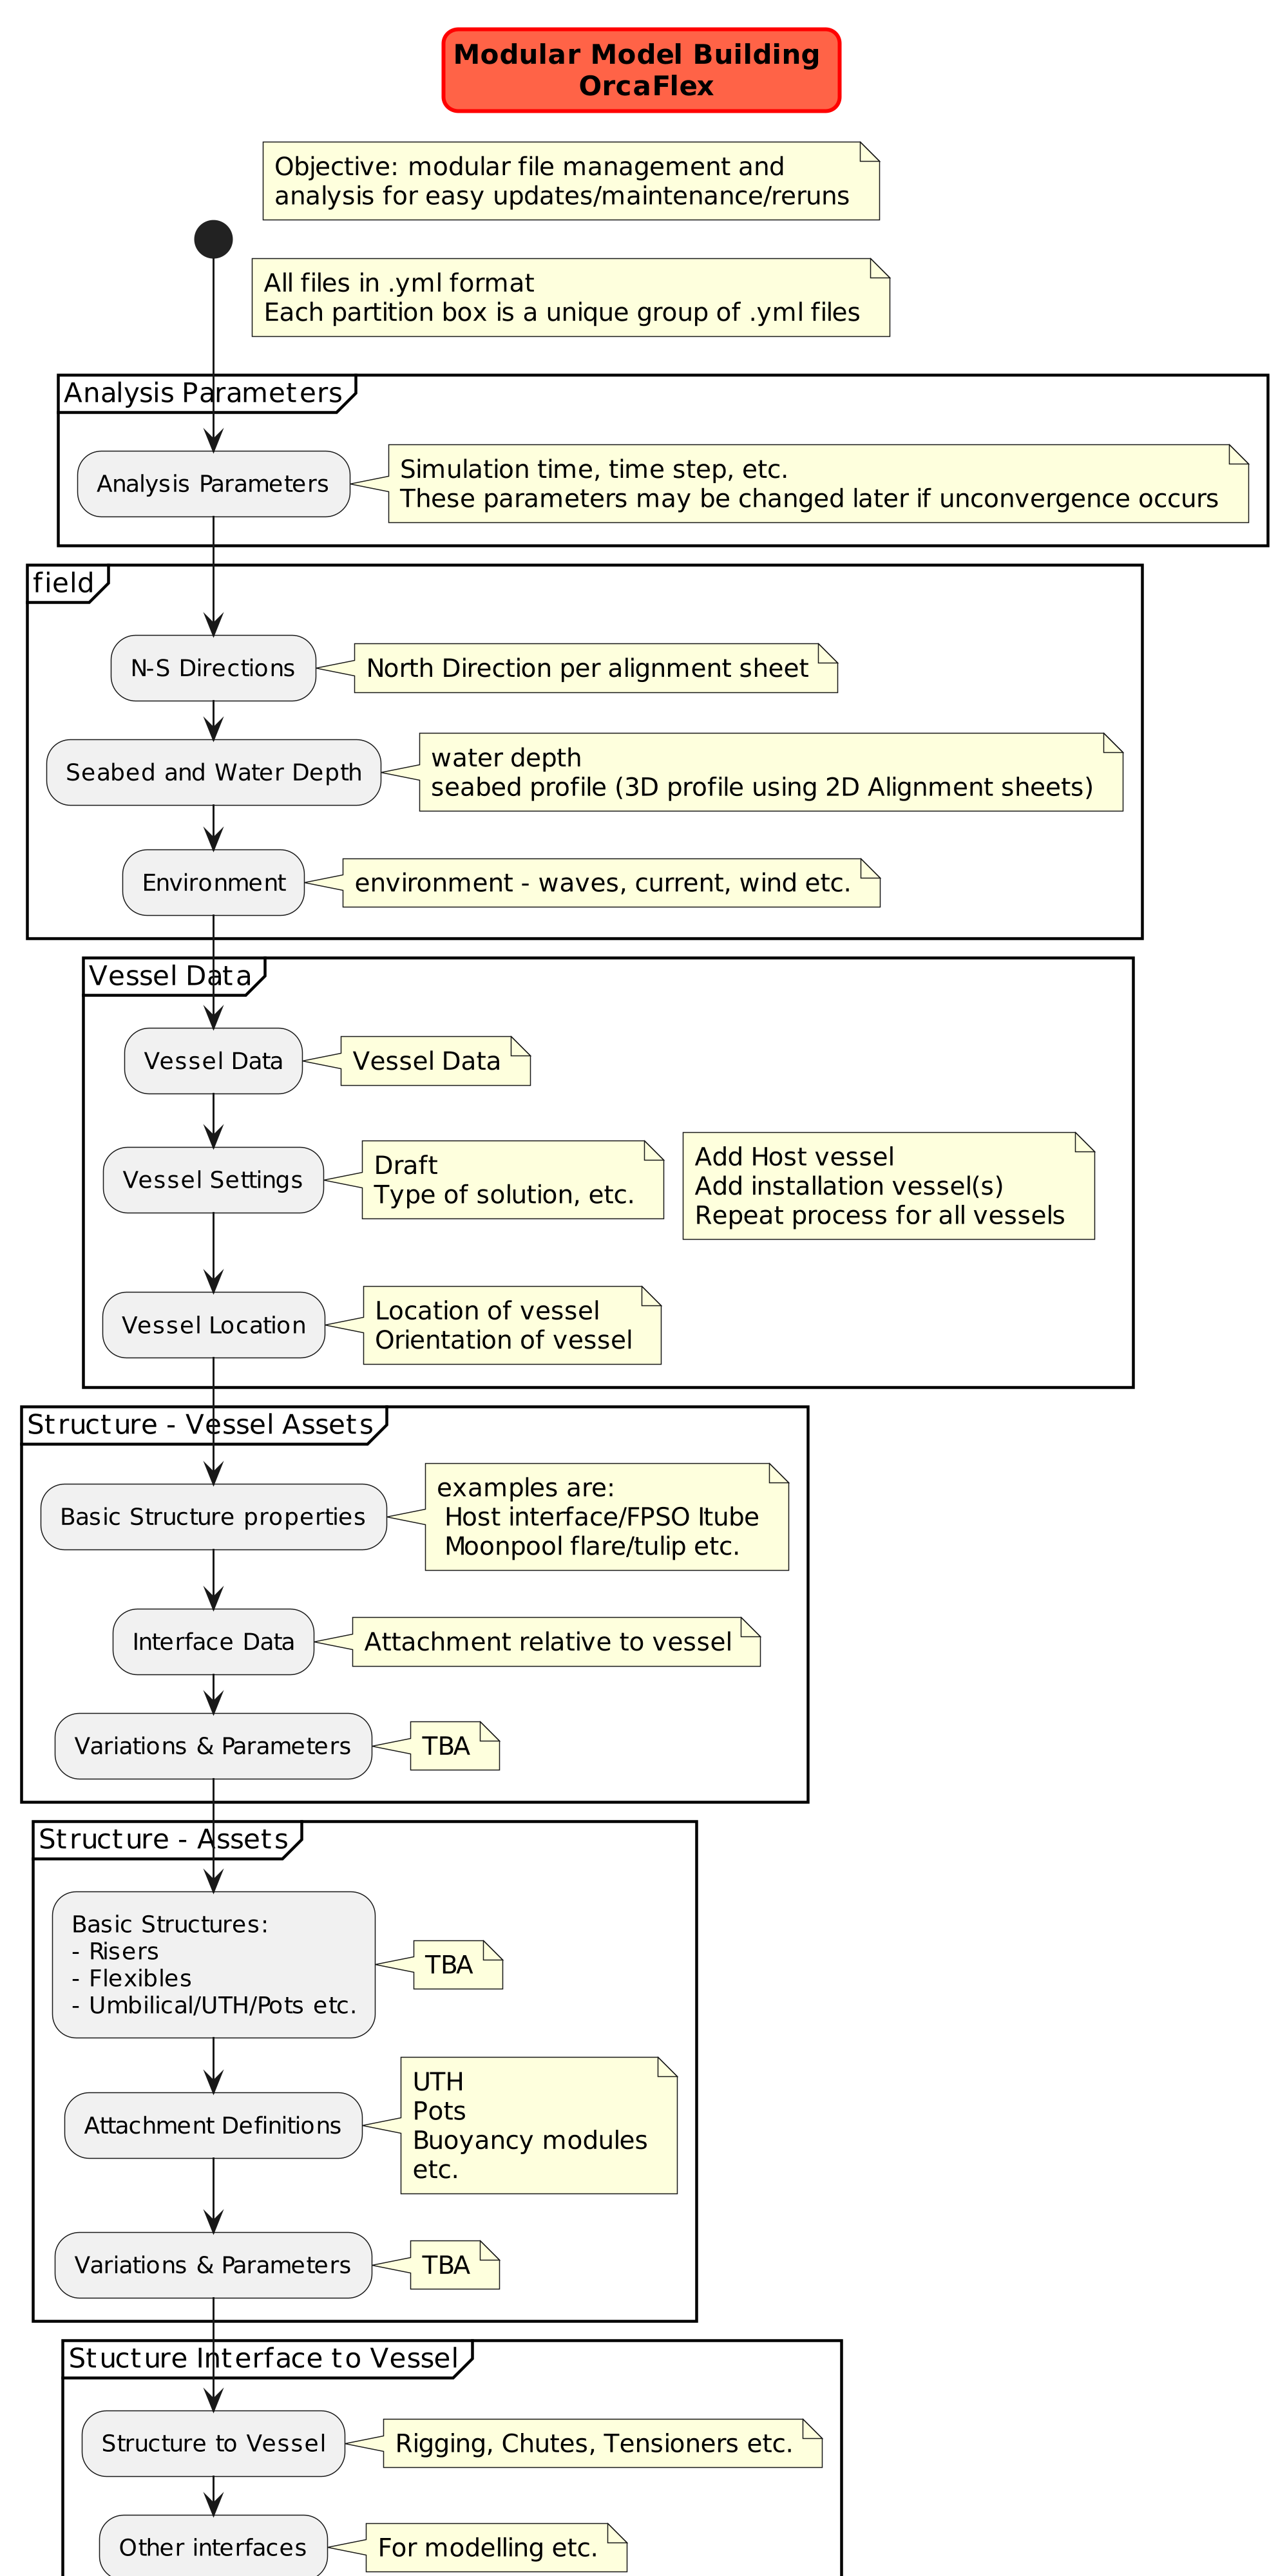 Modular Model Building
OrcaFlex
Objective: modular file management and
analysis for easy updates/maintenance/reruns
All files in .yml format
Each partition box is a unique group of .yml files
Analysis Parameters
Analysis Parameters
Simulation time, time step, etc.
These parameters may be changed later if unconvergence occurs
field
N-S Directions
North Direction per alignment sheet
Seabed and Water Depth
water depth
seabed profile (3D profile using 2D Alignment sheets)
Environment
environment - waves, current, wind etc.
Vessel Data
Vessel Data
Vessel Data
Vessel Settings
Draft
Type of solution, etc.
Add Host vessel
Add installation vessel(s)
Repeat process for all vessels
Vessel Location
Location of vessel
Orientation of vessel
Structure - Vessel Assets
Basic Structure properties
examples are:
Host interface/FPSO Itube
Moonpool flare/tulip etc.
Interface Data
Attachment relative to vessel
Variations & Parameters
TBA
Structure - Assets
Basic Structures:
- Risers
- Flexibles
- Umbilical/UTH/Pots etc.
TBA
Attachment Definitions
UTH
Pots
Buoyancy modules
etc.
Variations & Parameters
TBA
Stucture Interface to Vessel
Structure to Vessel
Rigging, Chutes, Tensioners etc.
Other interfaces
For modelling etc.